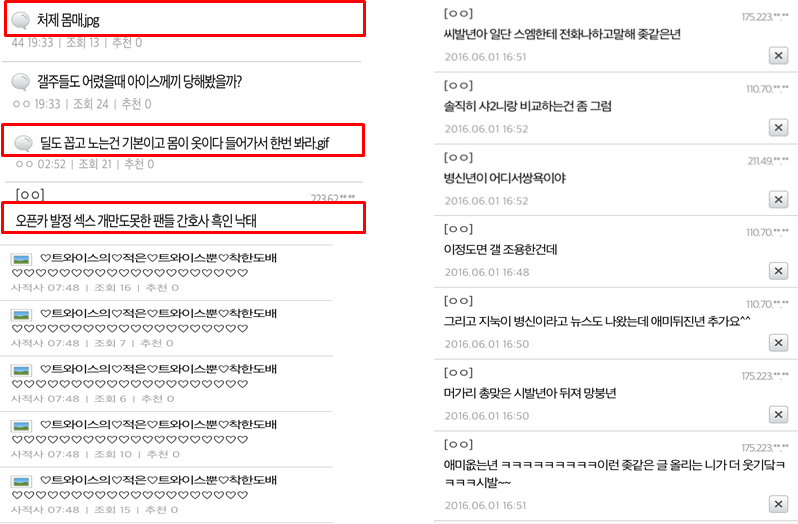 처제 몸매.jpg
44 19:33 | 조회 13 | 추천 0
갤주들도 어렸을때 아이스께끼 당해봤을까?
ㅇㅇ 19:33 | 조회 24 | 추천 0
딜도 꼽고 노는건 기본이고 몸이 옷이다 들어가서 한번 봐라.gif
ㅇㅇ 02:52 | 조회 21 | 추천 0
[ㅇㅇ]
223.62.**.**
오픈카 발정 섹스 개만도못한 팬들 간호사 흑인 낙태
♡트와이스의♡적은♡트와이스뿐♡착한도배
♡♡♡♡♡♡♡♡♡♡♡♡♡♡♡♡♡♡♡♡
사적사 07:48 | 조회 16 | 추천 0
♡트와이스의♡적은♡트와이스뿐♡착한도배
♡♡♡♡♡♡♡♡♡♡♡♡♡♡♡♡♡♡♡♡
사적사 07:48 | 조회 7 | 추천 0
♡트와이스의♡적은♡트와이스뿐♡착한도배
♡♡♡♡♡♡♡♡♡♡♡♡♡♡♡♡♡♡♡♡
사적사 07:48 | 조회 6 | 추천 0
♡트와이스의♡적은♡트와이스뿐♡착한도배
♡♡♡♡♡♡♡♡♡♡♡♡♡♡♡♡♡♡♡♡
사적사 07:48 | 조회 10 | 추천 0
♡트와이스의♡적은♡트와이스뿐♡착한도배
♡♡♡♡♡♡♡♡♡♡♡♡♡♡♡♡♡♡♡♡
사적사 07:48 | 조회 15 | 추천 0
[ㅇㅇ]
175.223.**.**
씨발년아 일단 스엠한테 전화나하고말해 좆같은년
2016.06.01 16:51
[ㅇㅇ]
110.70.**.**
솔직히 샤2니랑 비교하는건 좀 그럼
2016.06.01 16:52
[ㅇㅇ]
211.49.**.**
병신년이 어디서쌍욕이야
2016.06.01 16:52
[ㅇㅇ]
110.70.**.**
이정도면 갤 조용한건데
2016.06.01 16:48
[ㅇㅇ]
110.70.**.**
그리고 지눅이 병신이라고 뉴스도 나왔는데 애미뒤진년 추가요^^
2016.06.01 16:50
[ㅇㅇ]
175.223.**.**
머가리 총맞은 시발년아 뒤져 망붕년
2016.06.01 16:50
[ㅇㅇ]
175.223.**.**
애미읎는년 ㅋㅋㅋㅋㅋㅋㅋㅋㅋ이런 좆같은 글 올리는 니가 더 웃기닼ㅋ
ㅋㅋㅋㅋ시발~~
2016.06.01 16:51